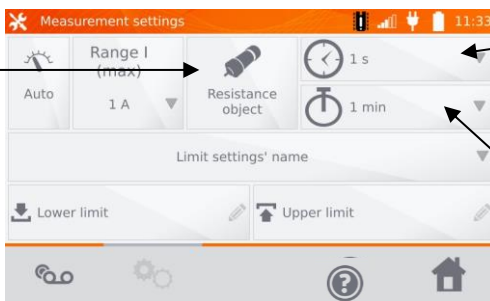 Measurement settings
11:33
Auto
Range I
(max)
1 A
Resistance
object
1 s
1 min
Limit settings' name
Lower limit
Upper limit
?